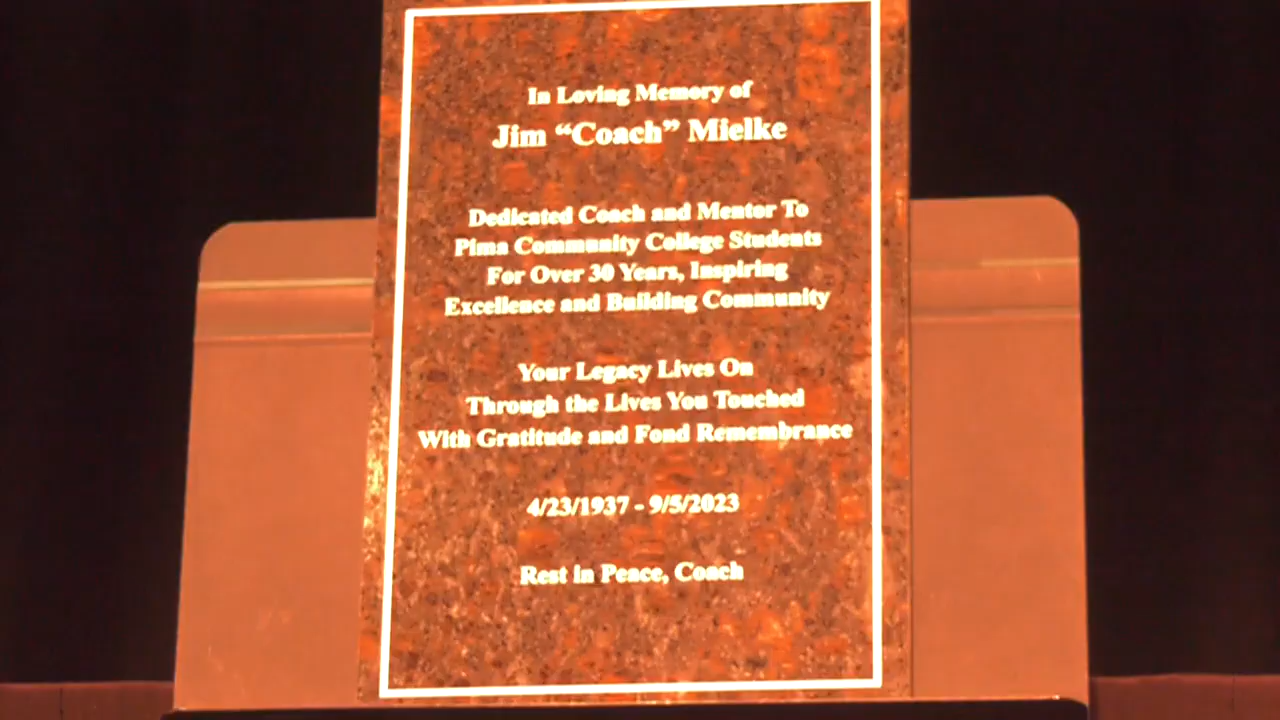 In Loving Memory of
Jim “Coach” Mielke
Dedicated Coach and Mentor To
Pima Community College Students
For Over 30 Years, Inspiring
Excellence and Building Community
Your Legacy Lives On
Through the Lives You Touched
With Gratitude and Fond Remembrance
4/23/1937 - 9/5/2023
Rest in Peace, Coach